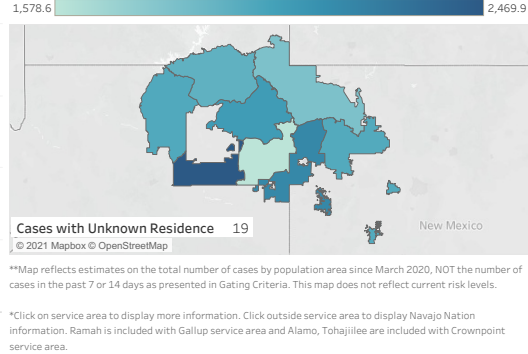 1,578.6 2,469.9
New Mexico
Cases with Unknown Residence 19
© 2021 Mapbox © OpenStreetMap
**Map reflects estimates on the total number of cases by population area since March 2020, NOT the number of
cases in the past 7 or 14 days as presented in Gating Criteria. This map does not reflect current risk levels.
*Click on service area to display more information. Click outside service area to display Navajo Nation
information. Ramah is included with Gallup service area and Alamo, Tohajiilee are included with Crownpoint
service area.